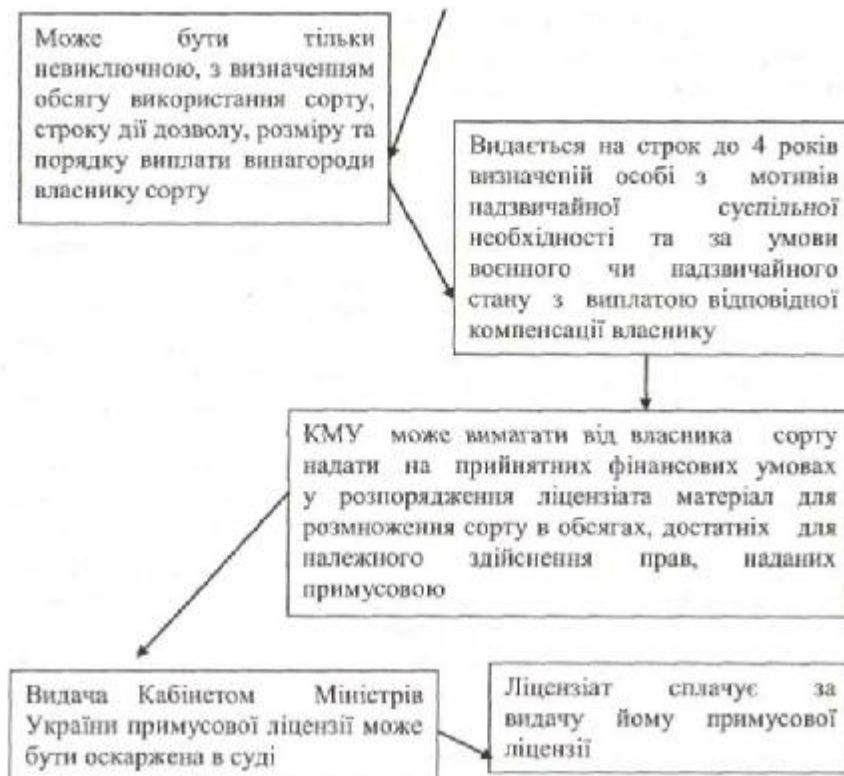 Може бути тільки
невиключною, з визначенням
обсягу використання сорту,
строку дії дозволу, розміру та
порядку виплати винагороди
власнику сорту
Видається на строк до 4 років
визначеній особі з мотивів
надзвичайної суспільної
необхідності та за умови
воєнного чи надзвичайного
стану з виплатою відповідної
компенсації власнику
КМУ може вимагати від власника сорту
надати на прийнятних фінансових умовах
у розпорядження ліцензіата матеріал для
розмноження сорту в обсягах, достатніх для
належного здійснення прав, наданих
примусовою
Видача Кабінетом Міністрів
України примусової ліцензії може
бути оскаржена в суді
Ліцензіат сплачує за
видачу йому примусової
ліцензії